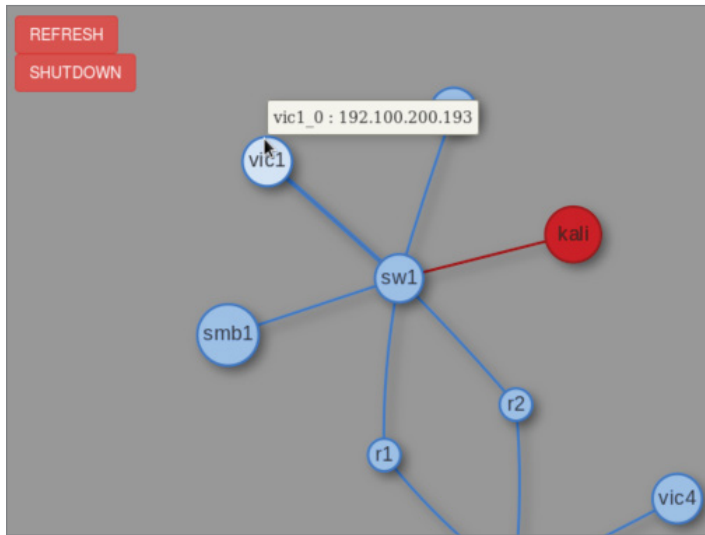 REFRESH
SHUTDOWN
vic1_0 : 192.100.200.193
vic1
kali
sw1
smb1
r2
r1
vic4